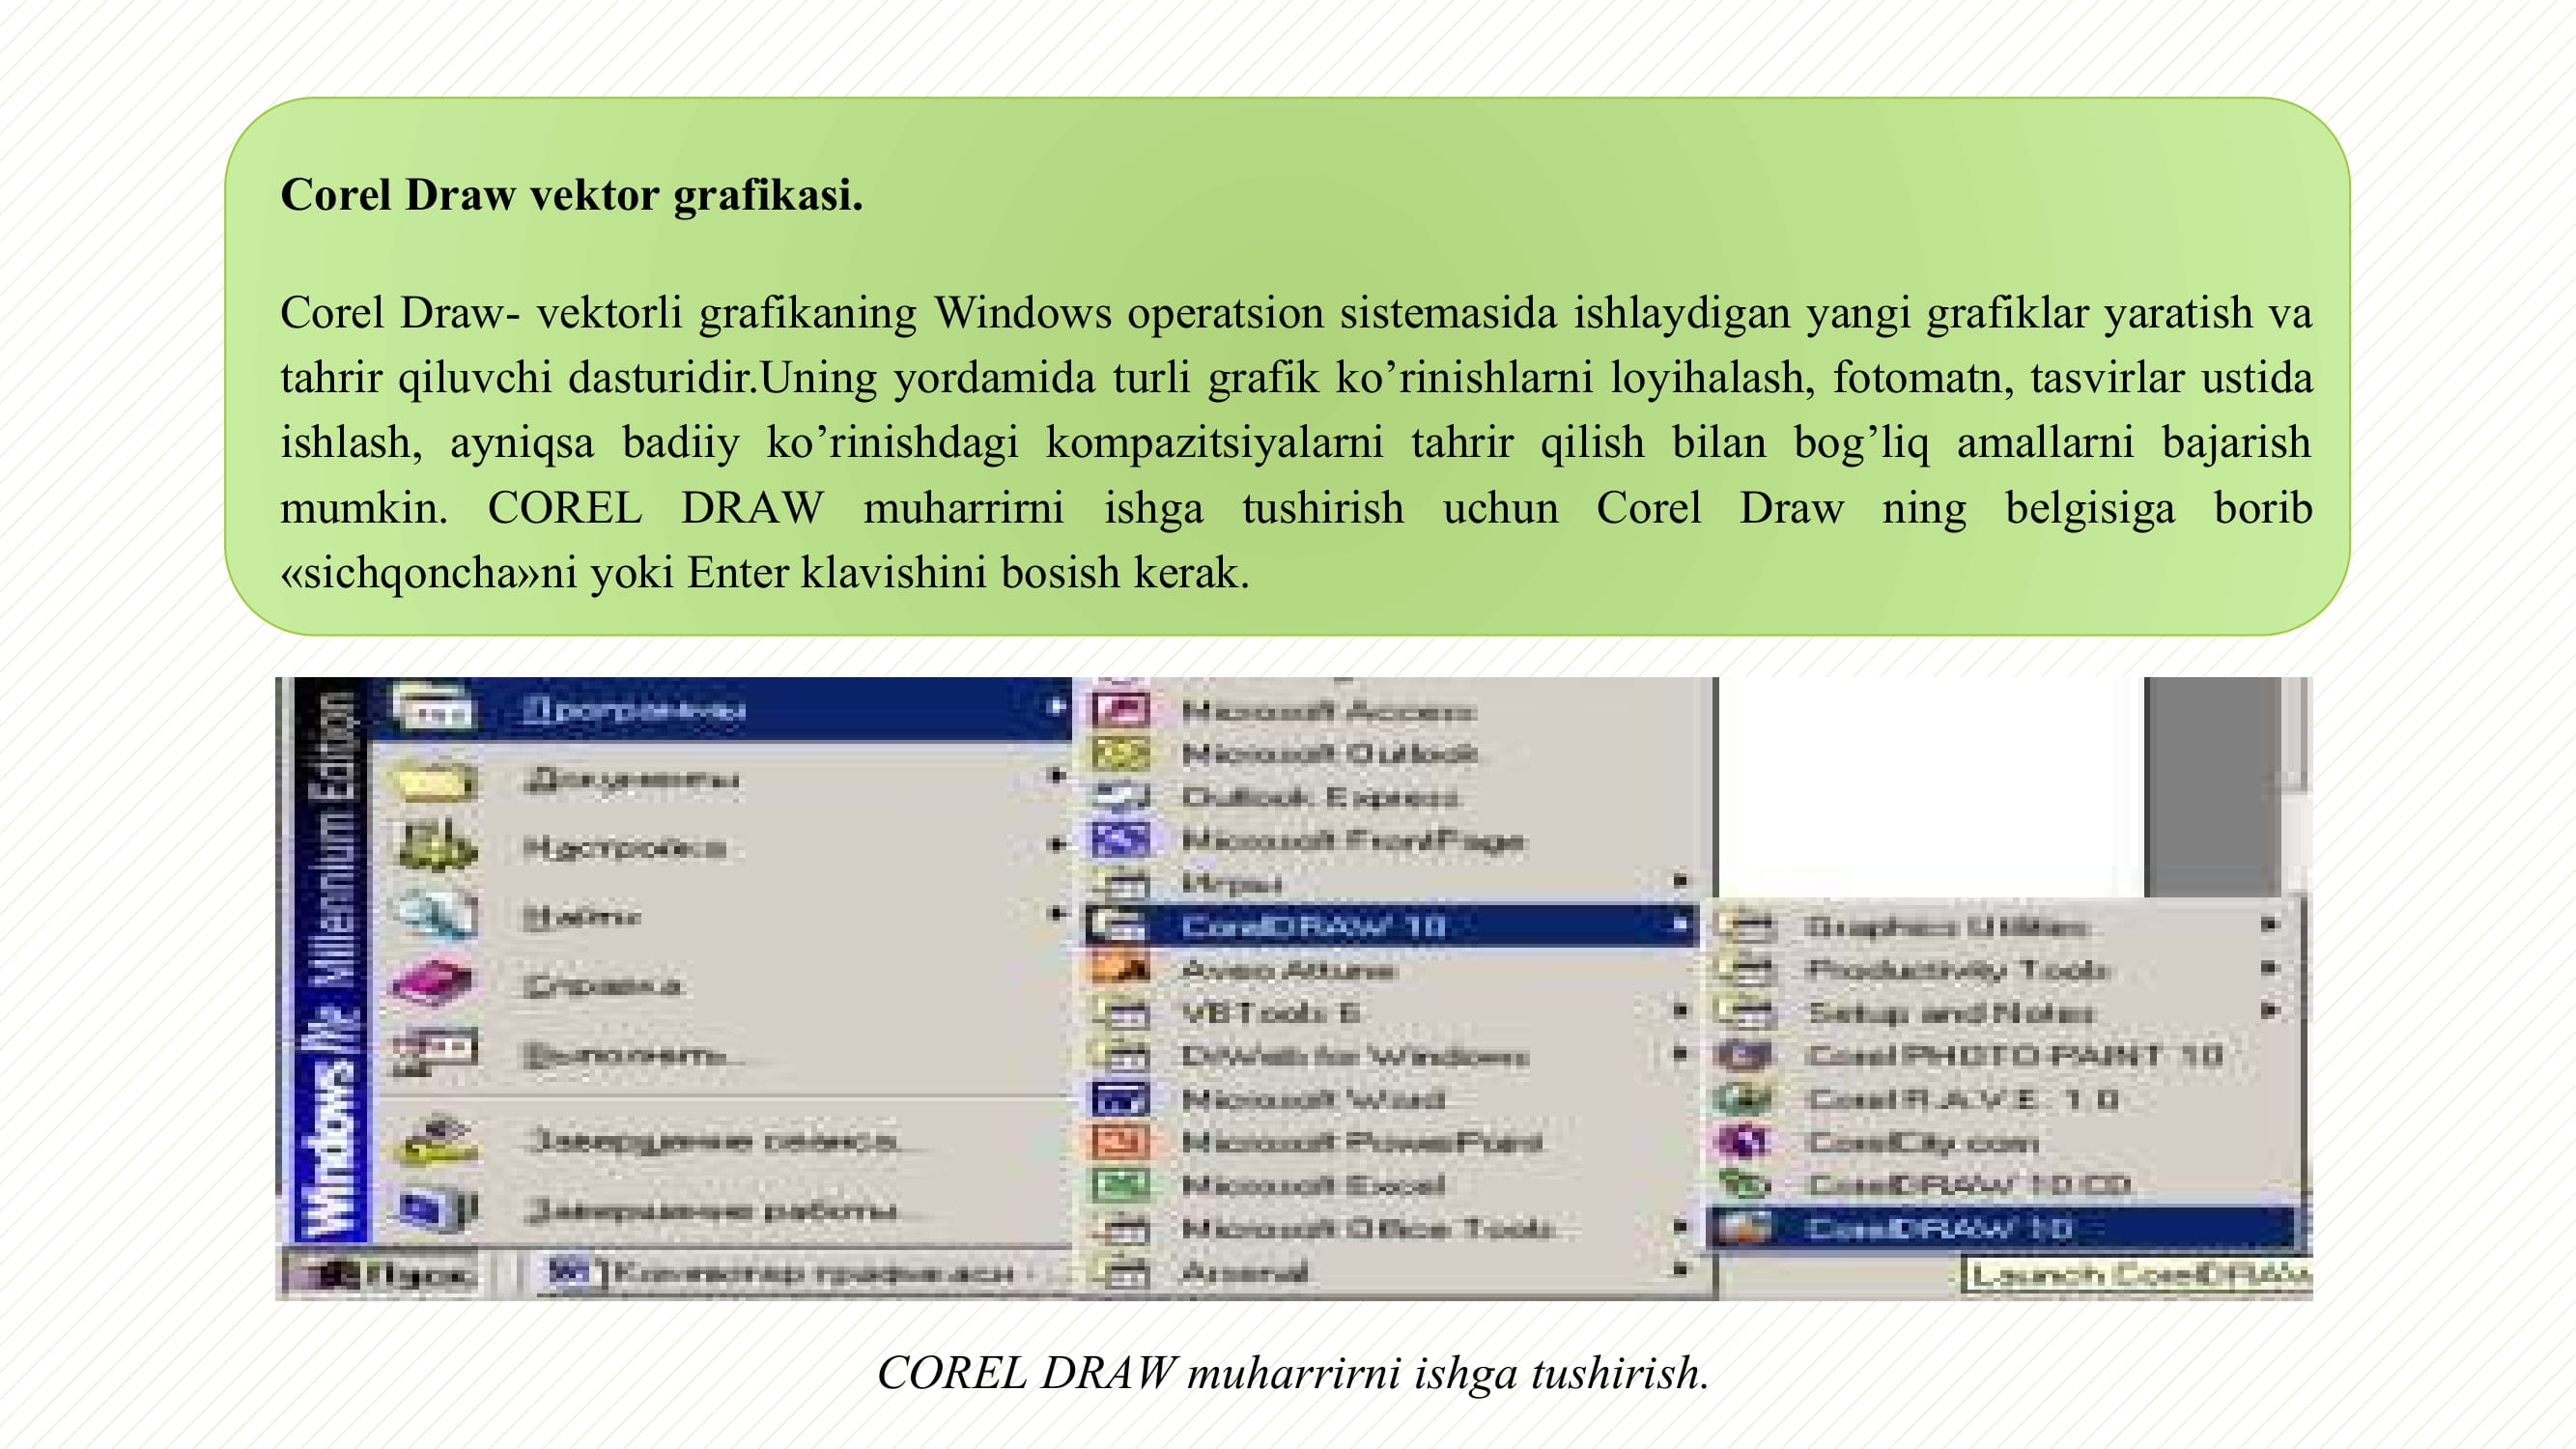 Corel Draw vektor grafikasi.
Corel Draw- vektorli grafikaning Windows operatsion sistemasida ishlaydigan yangi grafiklar yaratish va
tahrir qiluvchi dasturidir.Uning yordamida turli grafik ko’rinishlarni loyihalash, fotomatn, tasvirlar ustida
ishlash, ayniqsa badiiy ko’rinishdagi kompazitsiyalarni tahrir qilish bilan bog’liq amallarni bajarish
mumkin. COREL DRAW muharrirni ishga tushirish uchun Corel Draw ning belgisiga borib
«sichqoncha»ni yoki Enter klavishini bosish kerak.
Windows Me Millennium Edition
Программы
Документы
Настройка
Найти
Справка
Выполнить...
Завершение сеанса...
Завершение работы...
Пуск
Microsoft Access
Microsoft Outlook
Outlook Express
Microsoft FrontPage
Игры
CorelDRAW 10
VBTools 6
DrWeb for Windows
Microsoft Word
Microsoft PowerPoint
Microsoft Excel
Microsoft Office Tools
Arsenal
Graphics Utilities
Productivity Tools
Setup and Notes
Corel PHOTO-PAINT 10
Corel R.A.V.E. 1.0
CorelCity.com
CorelDRAW 10 CD
CorelDRAW 10
Launch CorelDRAW
COREL DRAW muharrirni ishga tushirish.